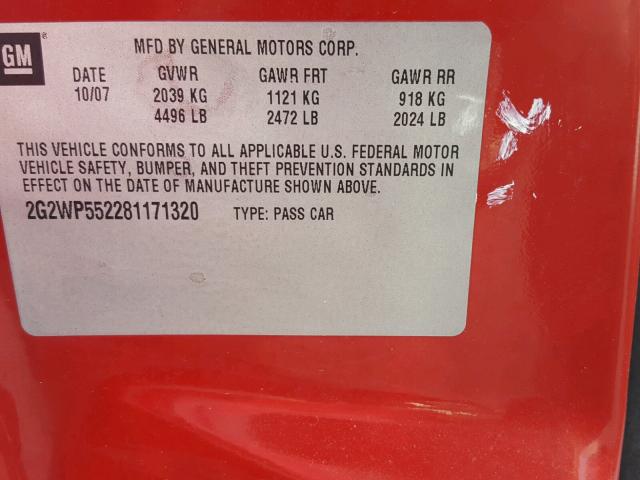 GM ®
MFD BY GENERAL MOTORS CORP.
DATE GVWR GAWR FRT GAWR RR
10/07 2039 KG 1121 KG 918 KG
4496 LB 2472 LB 2024 LB
THIS VEHICLE CONFORMS TO ALL APPLICABLE U.S. FEDERAL MOTOR
VEHICLE SAFETY, BUMPER, AND THEFT PREVENTION STANDARDS IN
EFFECT ON THE DATE OF MANUFACTURE SHOWN ABOVE.
2G2WP552281171320 TYPE: PASS CAR